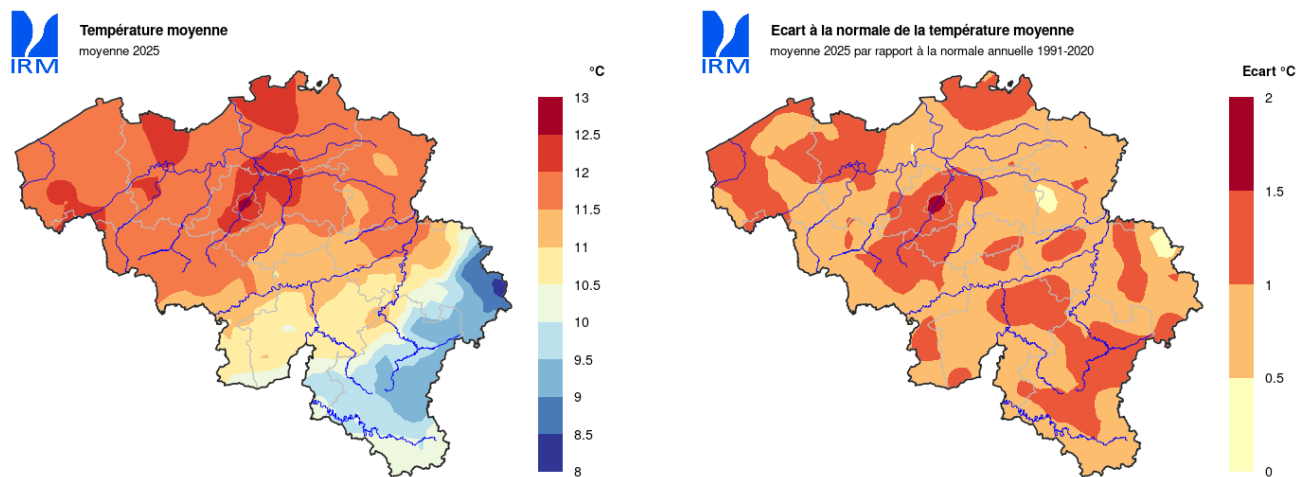 IRM
Température moyenne
moyenne 2025
°C
13
12.5
12
11.5
11
10.5
10
9.5
9
8.5
8
IRM
Ecart à la normale de la température moyenne
moyenne 2025 par rapport à la normale annuelle 1991-2020
Ecart °C
2
1.5
1
0.5
0